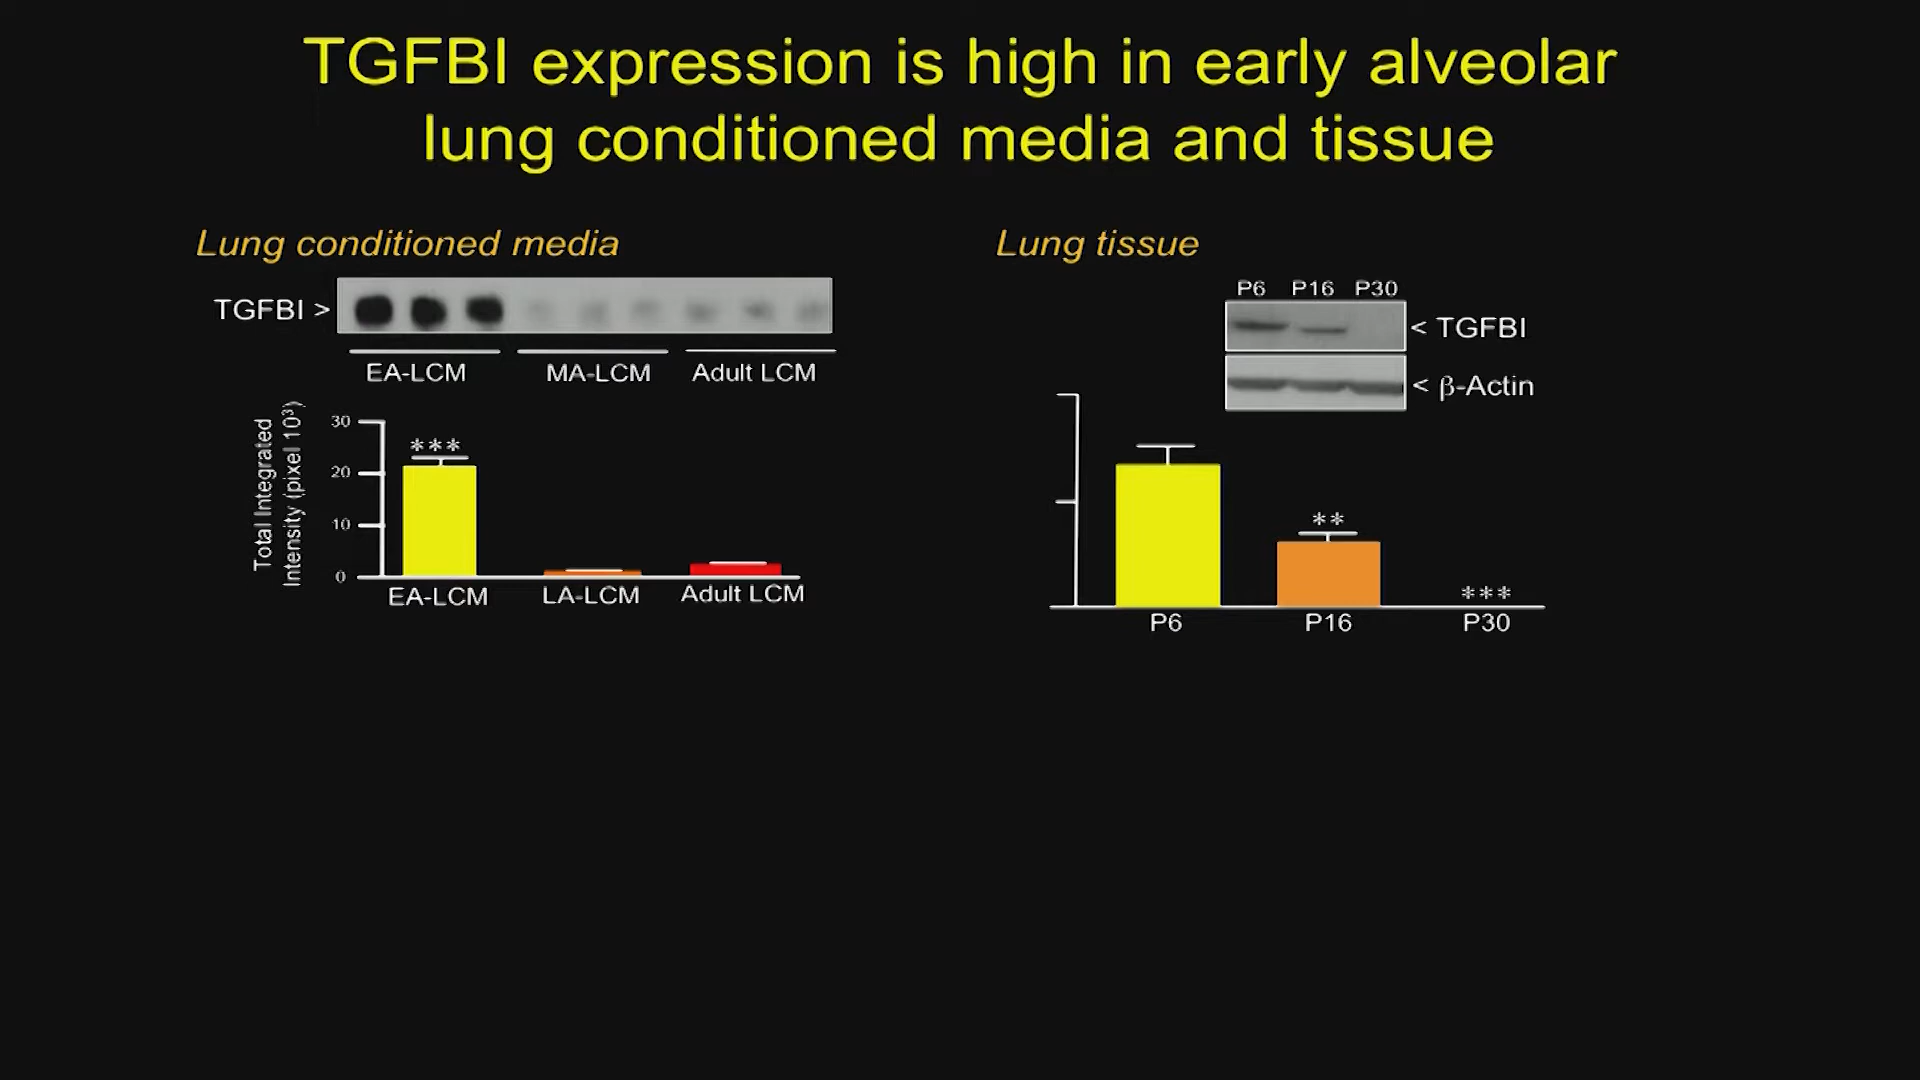 TGFBI expression is high in early alveolar
lung conditioned media and tissue
Lung conditioned media
TGFBI >
EA-LCM MA-LCM Adult LCM
Total Integrated
Intensity (pixel 10³)
30
20
10
0
***
EA-LCM LA-LCM Adult LCM
Lung tissue
P6 P16 P30
< TGFBI
< β-Actin
**
***
P6 P16 P30